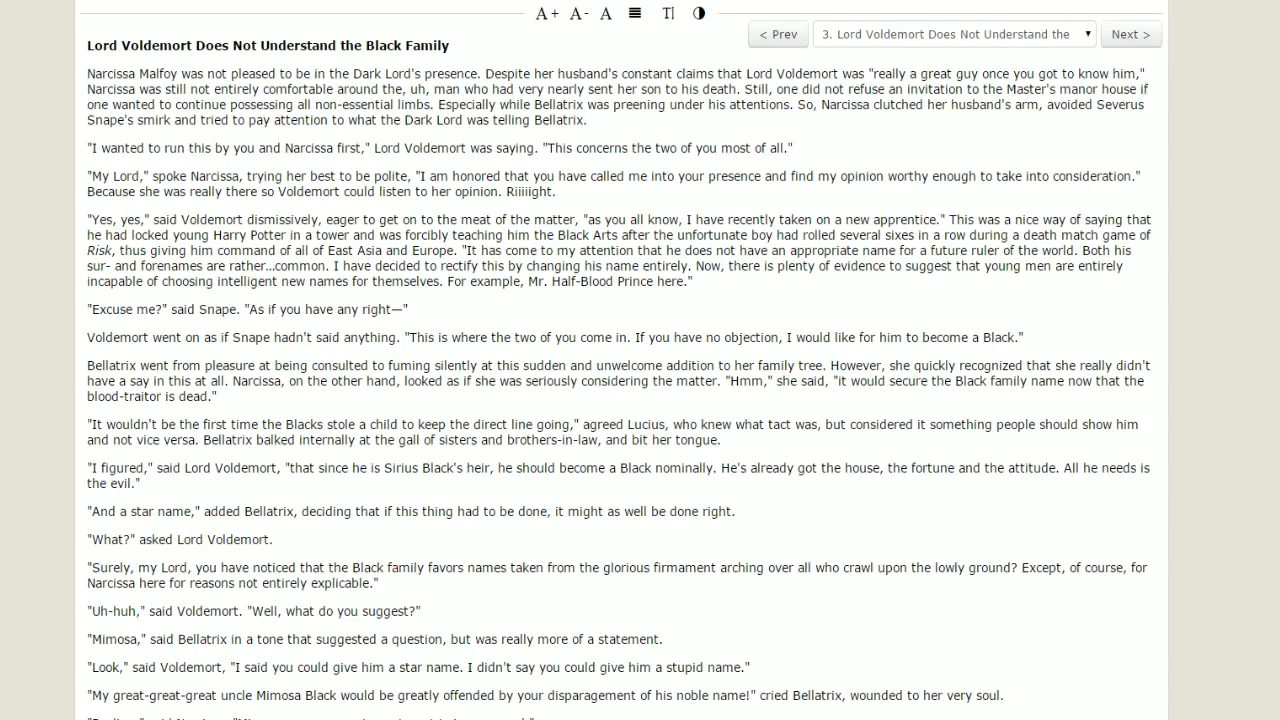 A+ A- A T|
< Prev 3. Lord Voldemort Does Not Understand the Next >
Lord Voldemort Does Not Understand the Black Family
Narcissa Malfoy was not pleased to be in the Dark Lord's presence. Despite her husband's constant claims that Lord Voldemort was "really a great guy once you got to know him,"
Narcissa was still not entirely comfortable around the, uh, man who had very nearly sent her son to his death. Still, one did not refuse an invitation to the Master's manor house if
one wanted to continue possessing all non-essential limbs. Especially while Bellatrix was preening under his attentions. So, Narcissa clutched her husband's arm, avoided Severus
Snape's smirk and tried to pay attention to what the Dark Lord was telling Bellatrix.
"I wanted to run this by you and Narcissa first," Lord Voldemort was saying. "This concerns the two of you most of all."
"My Lord," spoke Narcissa, trying her best to be polite, "I am honored that you have called me into your presence and find my opinion worthy enough to take into consideration."
Because she was really there so Voldemort could listen to her opinion. Riiiiight.
"Yes, yes," said Voldemort dismissively, eager to get on to the meat of the matter, "as you all know, I have recently taken on a new apprentice." This was a nice way of saying that
he had locked young Harry Potter in a tower and was forcibly teaching him the Black Arts after the unfortunate boy had rolled several sixes in a row during a death match game of
Risk, thus giving him command of all of East Asia and Europe. "It has come to my attention that he does not have an appropriate name for a future ruler of the world. Both his
sur- and forenames are rather...common. I have decided to rectify this by changing his name entirely. Now, there is plenty of evidence to suggest that young men are entirely
incapable of choosing intelligent new names for themselves. For example, Mr. Half-Blood Prince here."
"Excuse me?" said Snape. "As if you have any right—"
Voldemort went on as if Snape hadn't said anything. "This is where the two of you come in. If you have no objection, I would like for him to become a Black."
Bellatrix went from pleasure at being consulted to fuming silently at this sudden and unwelcome addition to her family tree. However, she quickly recognized that she really didn't
have a say in this at all. Narcissa, on the other hand, looked as if she was seriously considering the matter. "Hmm," she said, "it would secure the Black family name now that the
blood-traitor is dead."
"It wouldn't be the first time the Blacks stole a child to keep the direct line going," agreed Lucius, who knew what tact was, but considered it something people should show him
and not vice versa. Bellatrix balked internally at the gall of sisters and brothers-in-law, and bit her tongue.
"I figured," said Lord Voldemort, "that since he is Sirius Black's heir, he should become a Black nominally. He's already got the house, the fortune and the attitude. All he needs is
the evil."
"And a star name," added Bellatrix, deciding that if this thing had to be done, it might as well be done right.
"What?" asked Lord Voldemort.
"Surely, my Lord, you have noticed that the Black family favors names taken from the glorious firmament arching over all who crawl upon the lowly ground? Except, of course, for
Narcissa here for reasons not entirely explicable."
"Uh-huh," said Voldemort. "Well, what do you suggest?"
"Mimosa," said Bellatrix in a tone that suggested a question, but was really more of a statement.
"Look," said Voldemort, "I said you could give him a star name. I didn't say you could give him a stupid name."
"My great-great-great uncle Mimosa Black would be greatly offended by your disparagement of his noble name!" cried Bellatrix, wounded to her very soul.